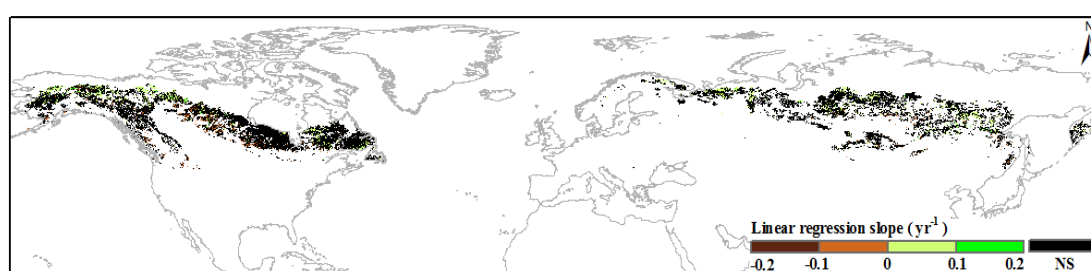 N
Linear regression slope ( yr⁻¹ )
-0.2 -0.1 0 0.1 0.2 NS